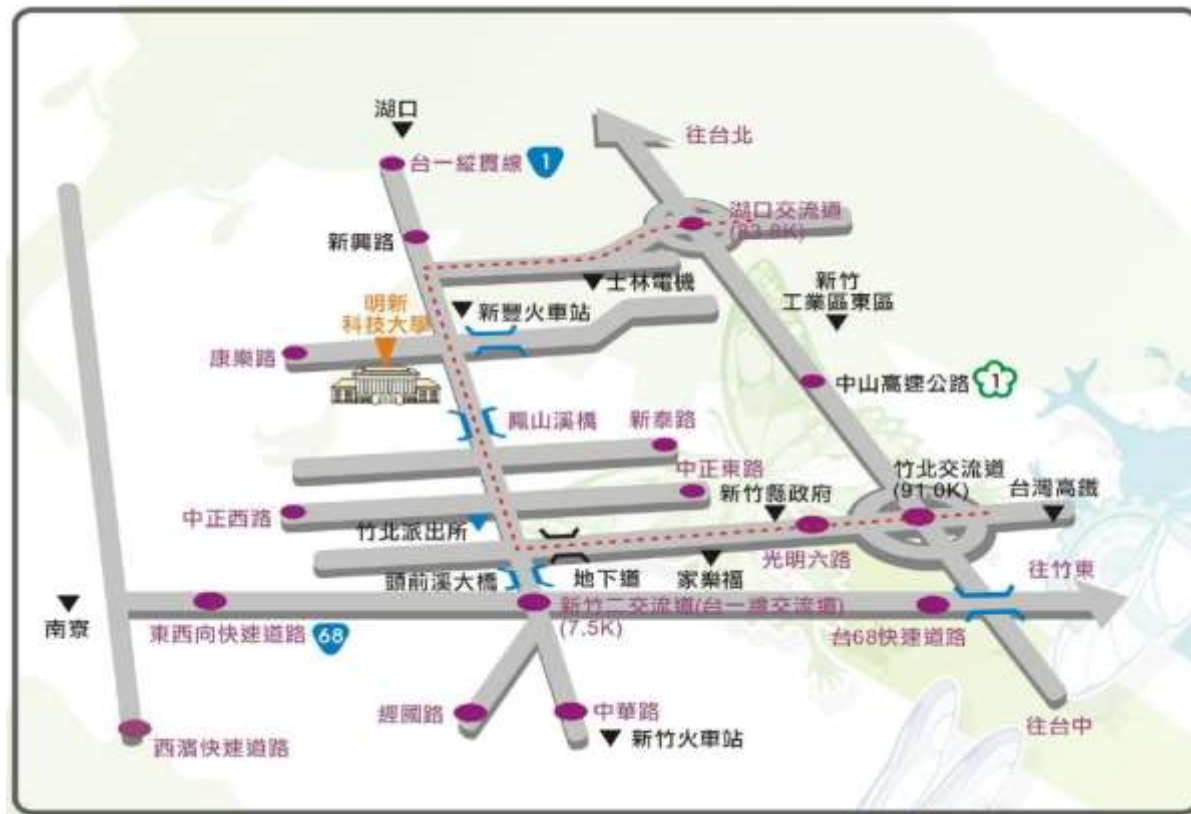 湖口
往台北
台一縱貫線 1
湖口交流道
(83.8K)
新興路
士林電機
新竹
工業區東區
明新
科技大學
新豐火車站
康樂路
中山高速公路 1
鳳山溪橋
新泰路
中正東路
竹北交流道
(91.0K)
新竹縣政府
台灣高鐵
中正西路
竹北派出所
光明六路
頭前溪大橋
地下道
家樂福
往竹東
南寮
東西向快速道路 68
新竹二交流道(台一線交流道)
(7.5K)
台68快速道路
經國路
中華路
往台中
西濱快速道路
新竹火車站